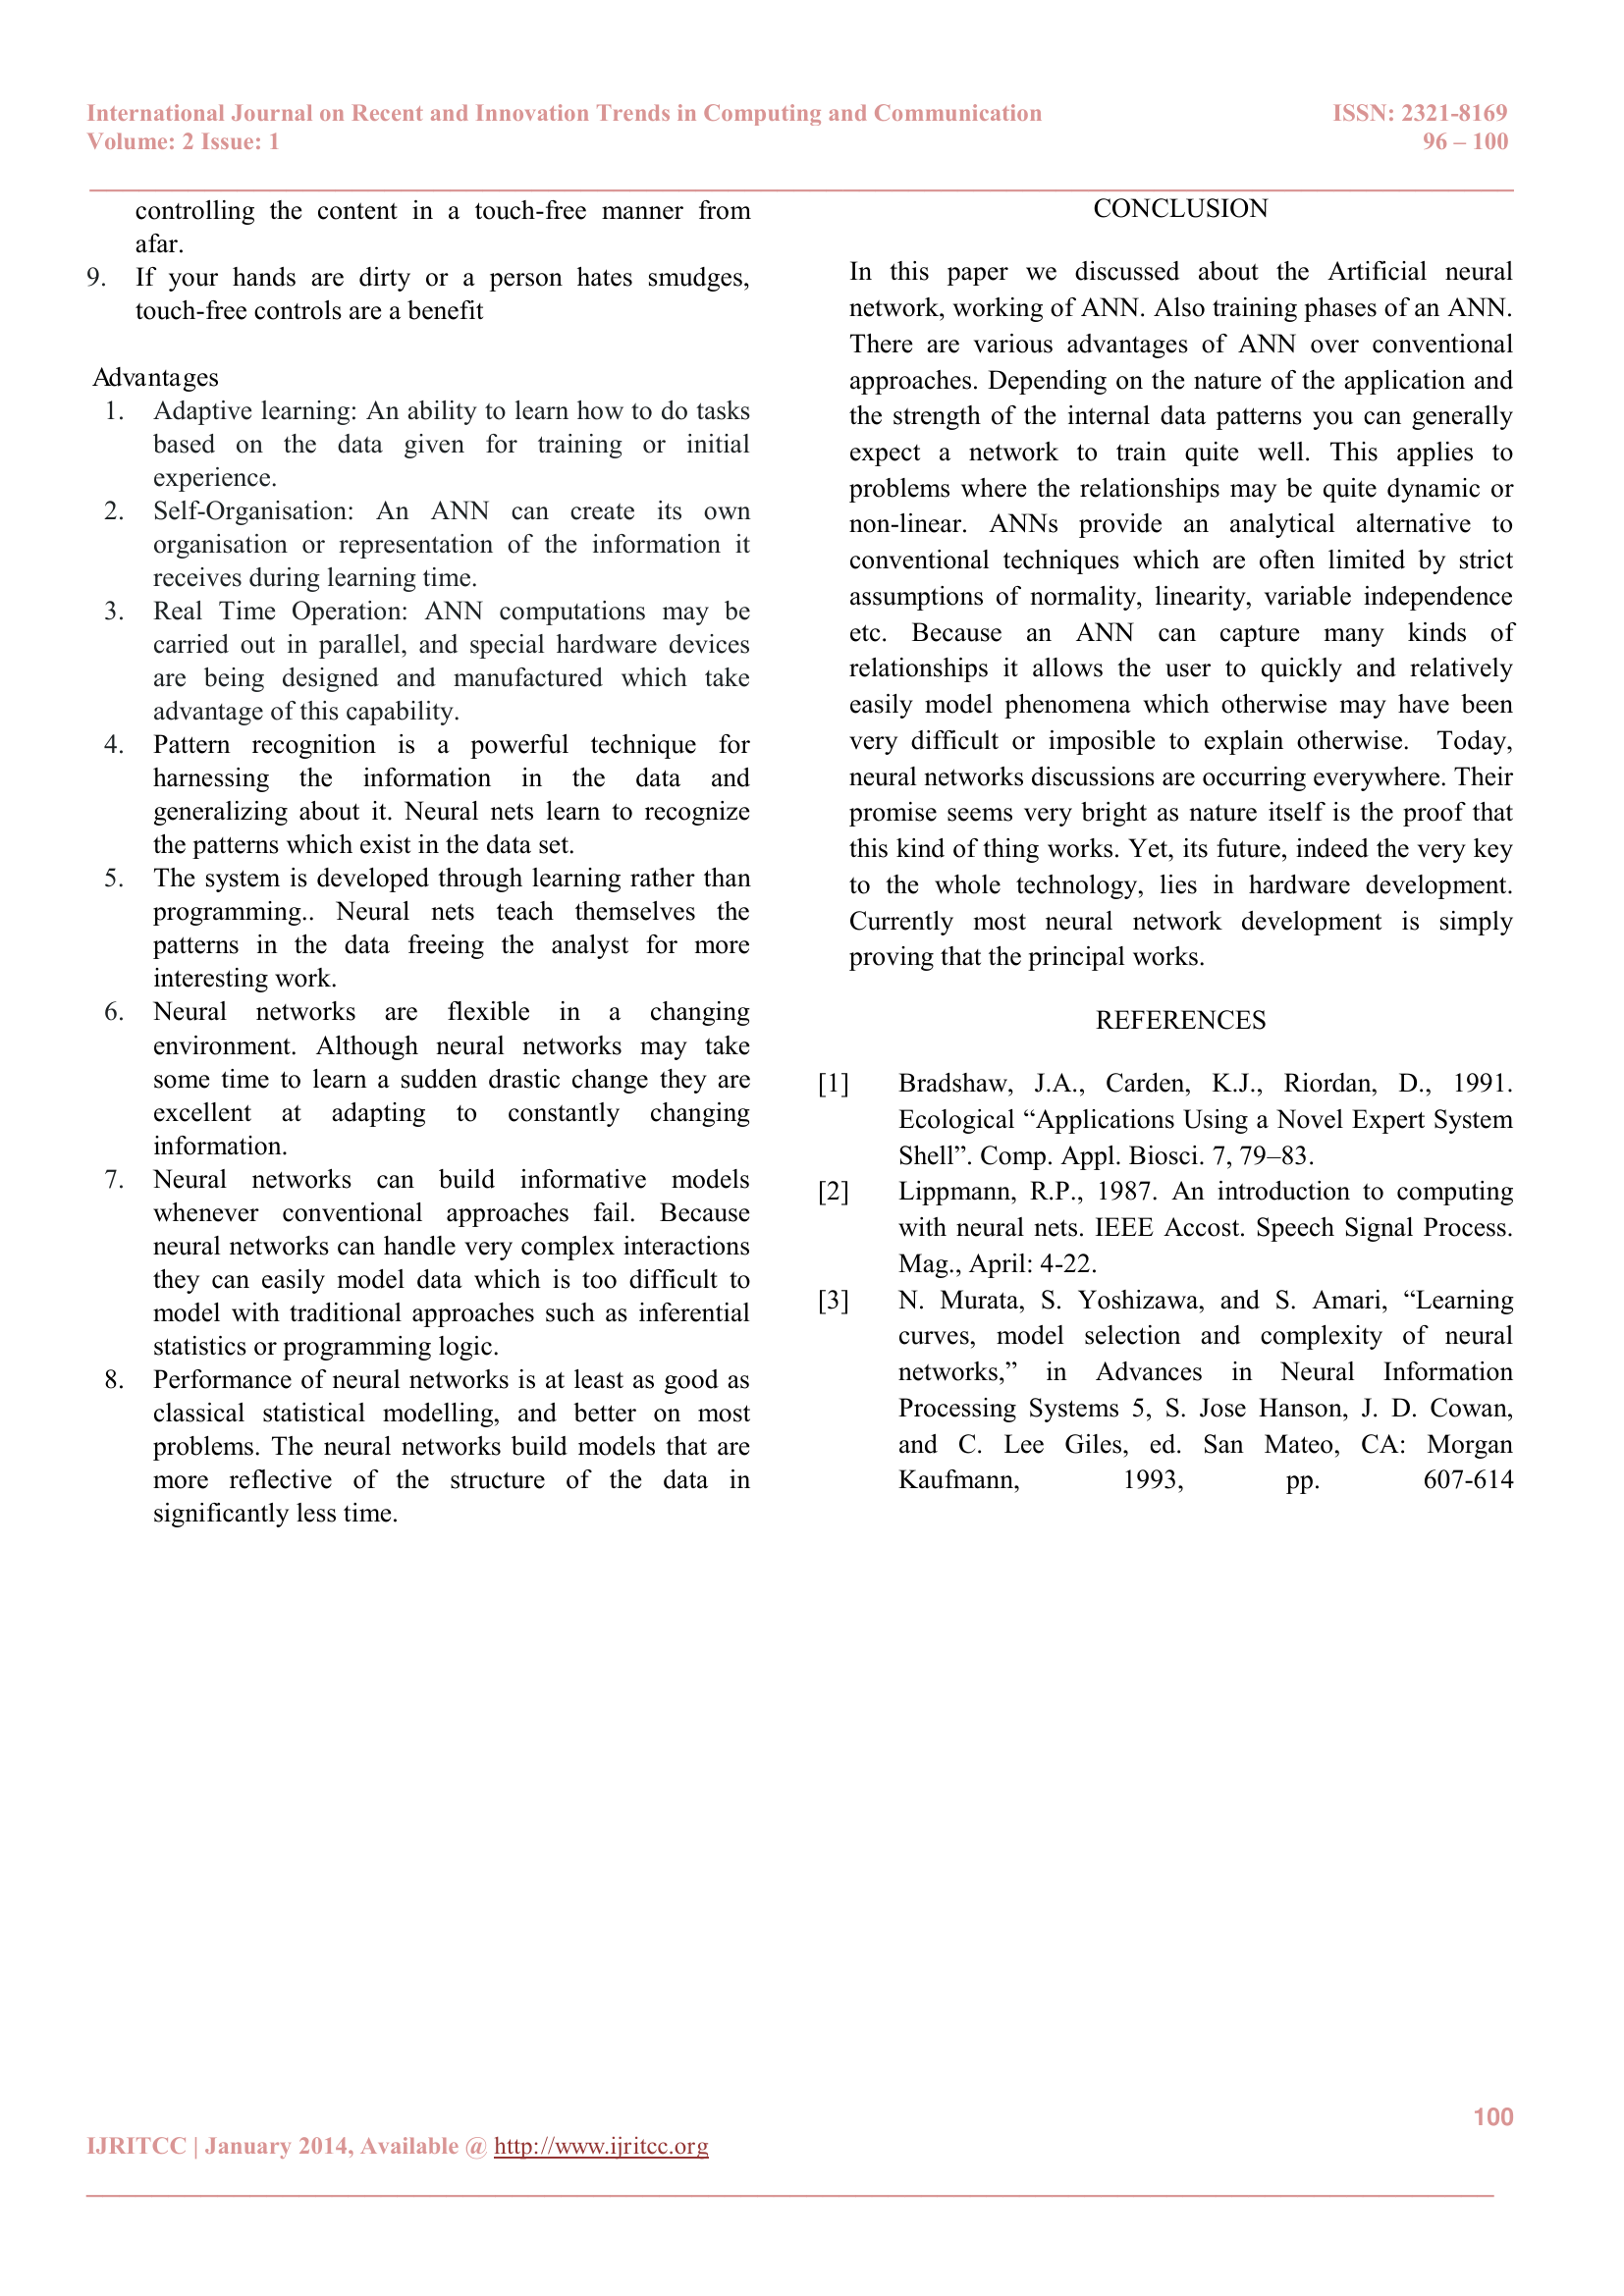 International Journal on Recent and Innovation Trends in Computing and Communication ISSN: 2321-8169
Volume: 2 Issue: 1 96 – 100
controlling the content in a touch-free manner from
afar.
9. If your hands are dirty or a person hates smudges,
touch-free controls are a benefit
Advantages
1. Adaptive learning: An ability to learn how to do tasks
based on the data given for training or initial
experience.
2. Self-Organisation: An ANN can create its own
organisation or representation of the information it
receives during learning time.
3. Real Time Operation: ANN computations may be
carried out in parallel, and special hardware devices
are being designed and manufactured which take
advantage of this capability.
4. Pattern recognition is a powerful technique for
harnessing the information in the data and
generalizing about it. Neural nets learn to recognize
the patterns which exist in the data set.
5. The system is developed through learning rather than
programming.. Neural nets teach themselves the
patterns in the data freeing the analyst for more
interesting work.
6. Neural networks are flexible in a changing
environment. Although neural networks may take
some time to learn a sudden drastic change they are
excellent at adapting to constantly changing
information.
7. Neural networks can build informative models
whenever conventional approaches fail. Because
neural networks can handle very complex interactions
they can easily model data which is too difficult to
model with traditional approaches such as inferential
statistics or programming logic.
8. Performance of neural networks is at least as good as
classical statistical modelling, and better on most
problems. The neural networks build models that are
more reflective of the structure of the data in
significantly less time.
CONCLUSION
In this paper we discussed about the Artificial neural
network, working of ANN. Also training phases of an ANN.
There are various advantages of ANN over conventional
approaches. Depending on the nature of the application and
the strength of the internal data patterns you can generally
expect a network to train quite well. This applies to
problems where the relationships may be quite dynamic or
non-linear. ANNs provide an analytical alternative to
conventional techniques which are often limited by strict
assumptions of normality, linearity, variable independence
etc. Because an ANN can capture many kinds of
relationships it allows the user to quickly and relatively
easily model phenomena which otherwise may have been
very difficult or imposible to explain otherwise. Today,
neural networks discussions are occurring everywhere. Their
promise seems very bright as nature itself is the proof that
this kind of thing works. Yet, its future, indeed the very key
to the whole technology, lies in hardware development.
Currently most neural network development is simply
proving that the principal works.
REFERENCES
[1] Bradshaw, J.A., Carden, K.J., Riordan, D., 1991.
Ecological “Applications Using a Novel Expert System
Shell”. Comp. Appl. Biosci. 7, 79–83.
[2] Lippmann, R.P., 1987. An introduction to computing
with neural nets. IEEE Accost. Speech Signal Process.
Mag., April: 4-22.
[3] N. Murata, S. Yoshizawa, and S. Amari, “Learning
curves, model selection and complexity of neural
networks,” in Advances in Neural Information
Processing Systems 5, S. Jose Hanson, J. D. Cowan,
and C. Lee Giles, ed. San Mateo, CA: Morgan
Kaufmann, 1993, pp. 607-614
100
IJRITCC | January 2014, Available @ http://www.ijritcc.org